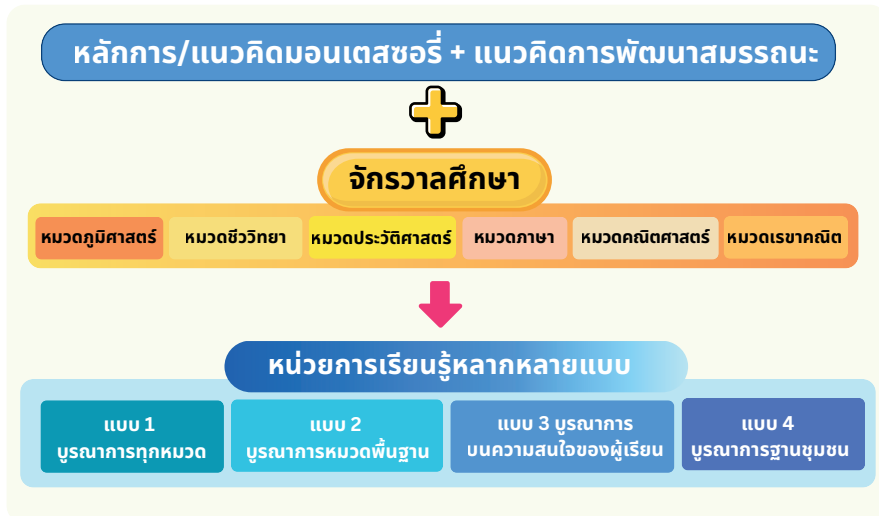 หลักการ/แนวคิดมอนเตสซอรี่ + แนวคิดการพัฒนาสมรรถนะ
จักรวาลศึกษา
หมวดภูมิศาสตร์
หมวดชีววิทยา
หมวดประวัติศาสตร์
หมวดภาษา
หมวดคณิตศาสตร์
หมวดเรขาคณิต
หน่วยการเรียนรู้หลากหลายแบบ
แบบ 1
บูรณาการทุกหมวด
แบบ 2
บูรณาการหมวดพื้นฐาน
แบบ 3 บูรณาการ
บนความสนใจของผู้เรียน
แบบ 4
บูรณาการฐานชุมชน